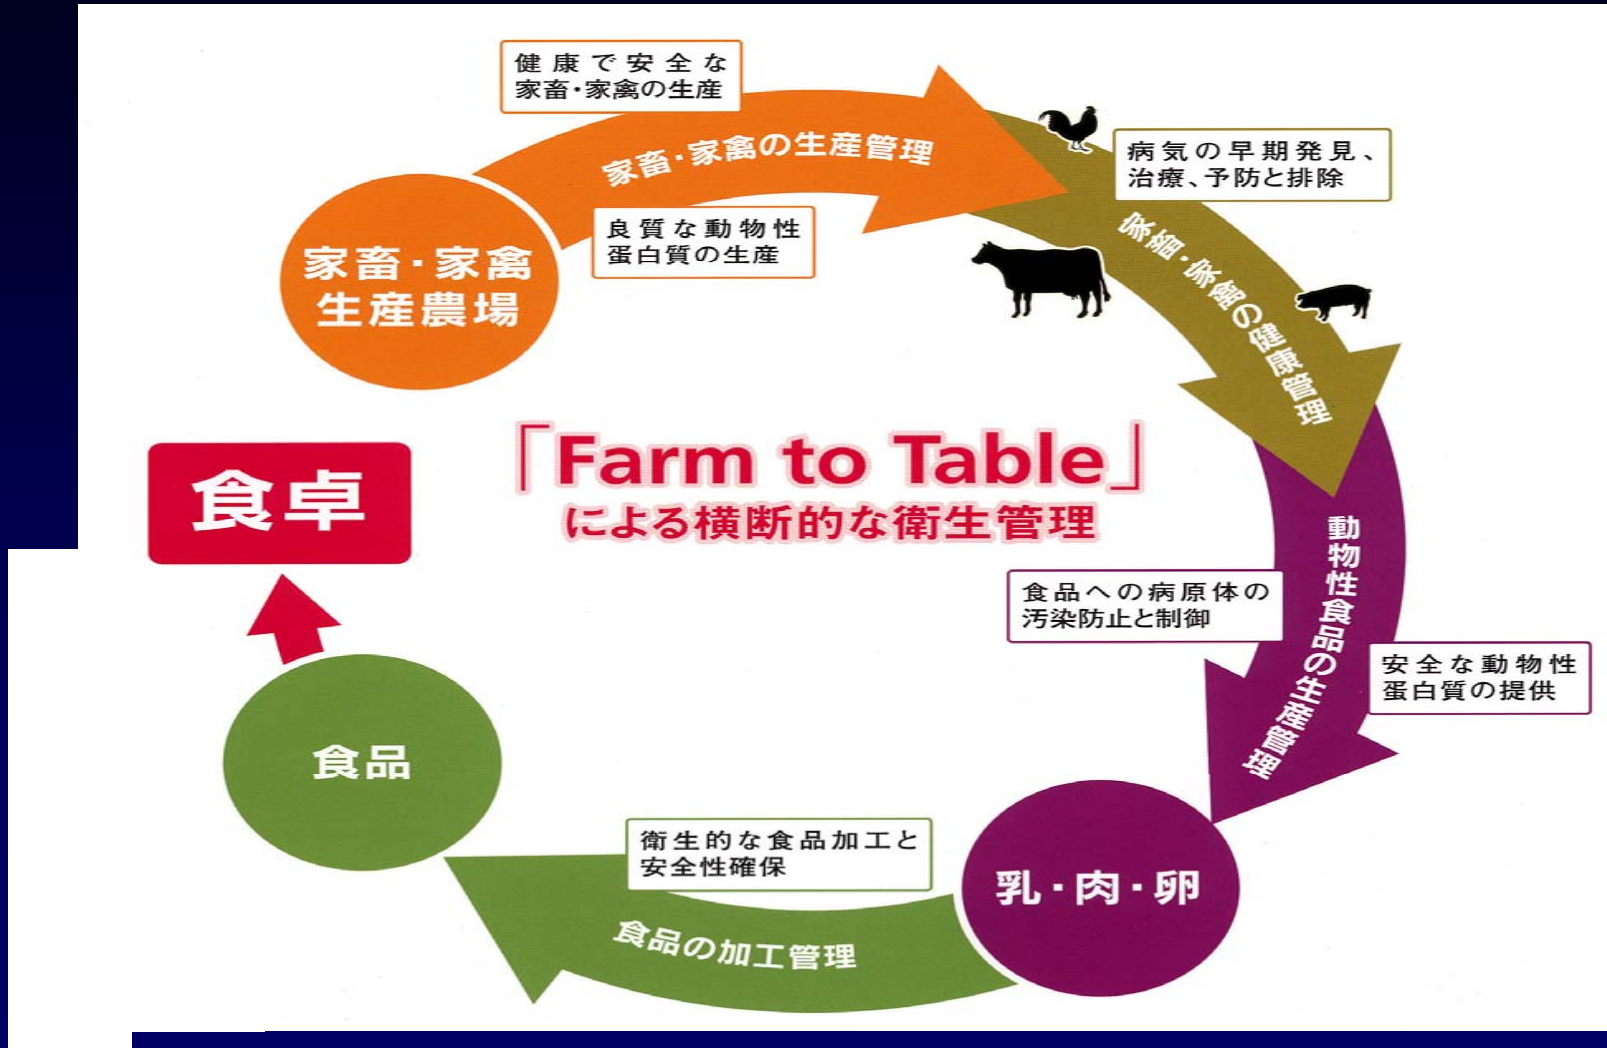 健康で安全な
家畜・家禽の生産
家畜・家禽の生産管理
良質な動物性
蛋白質の生産
家畜・家禽
生産農場
病気の早期発見、
治療、予防と排除
家畜・家禽の健康管理
「Farm to Table」
による横断的な衛生管理
食卓
動物性食品の生産管理
食品への病原体の
汚染防止と制御
安全な動物性
蛋白質の提供
乳・肉・卵
衛生的な食品加工と
安全性確保
食品の加工管理
食品